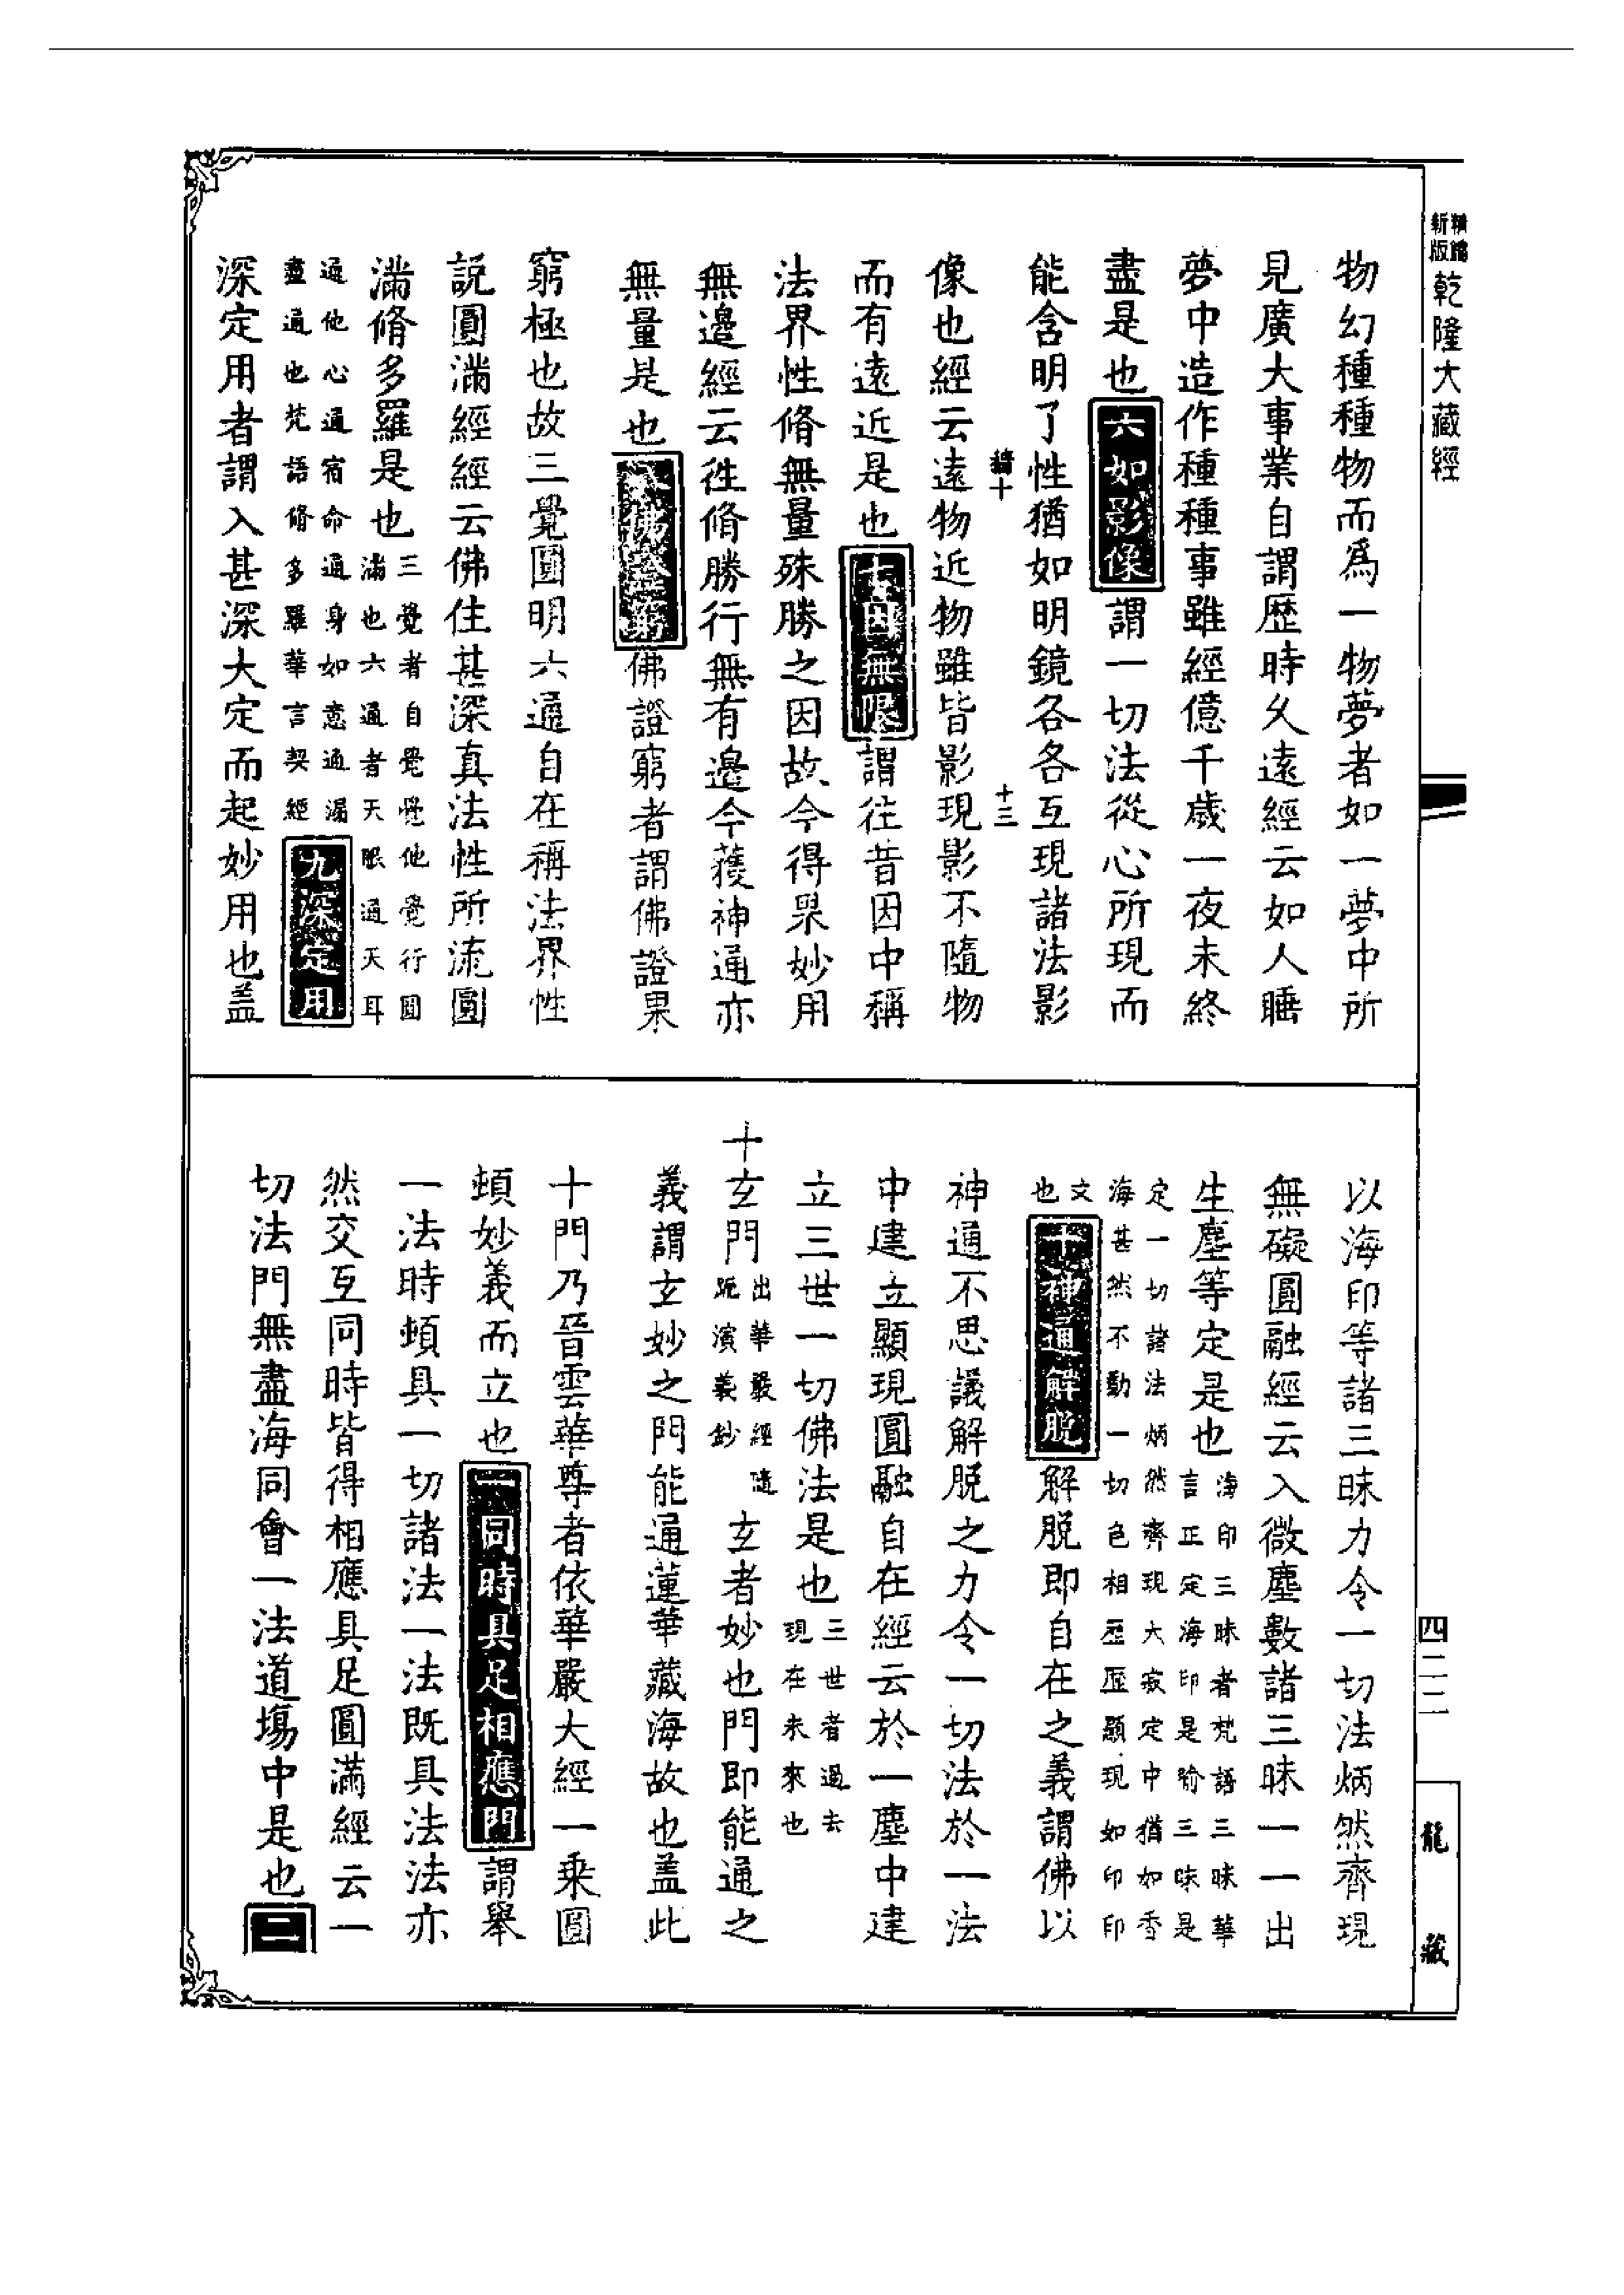 精編
新版
乾隆大藏經
物幻種種物而爲一物夢者如一夢中所
見廣大事業自謂歷時久遠經云如人睡
夢中造作種種事雖經億千歲一夜未終
盡是也六如影像謂一切法從心所現而
能含明了性猶如明鏡各各互現諸法影
十三
像也經云遠物近物雖皆影現影不隨物
而有遠近是也七因無限謂往昔因中稱
法界性脩無量殊勝之因故今得果妙用
無邊經云徃脩勝行無有邊今獲神通亦
無量是也佛證窮者謂佛證果
窮極也故三覺圓明六通自在稱法界性
說圓滿經經云佛住甚深真法性所流圓
滿脩多羅是也三覺者自覺覺他覺行圓
滿也六通者天眼通天耳
通他心通宿命通身如意通漏
盡通也梵語脩多羅華言契經九深定用
深定用者謂入甚深大定而起妙用也盖
以海印等諸三昧力令一切法炳然齊現
無礙圓融經云入微塵數諸三昧一一出
生塵等定是也海印三昧者梵語三昧華
言正定海印是喻三昧是
定一切諸法炳然齊現大寂定中猶如香
海甚然不動一切色相歷歷顯現如印印
文
也神通解脫解脫即自在之義謂佛以
神通不思議解脫之力令一切法於一法
中建立顯現圓融自在經云於一塵中建
立三世一切佛法是也三世者過去
現在未來也
十玄門出華嚴經隨
疏演義鈔玄者妙也門即能通之
義謂玄妙之門能通蓮華藏海故也盖此
十門乃晉雲華尊者依華嚴大經一乘圓
頓妙義而立也一同時具足相應門謂舉
一法時頓具一切諸法一法既具法法亦
然交互同時皆得相應具足圓滿經云一
切法門無盡海同會一法道場中是也二
四二二
龍藏